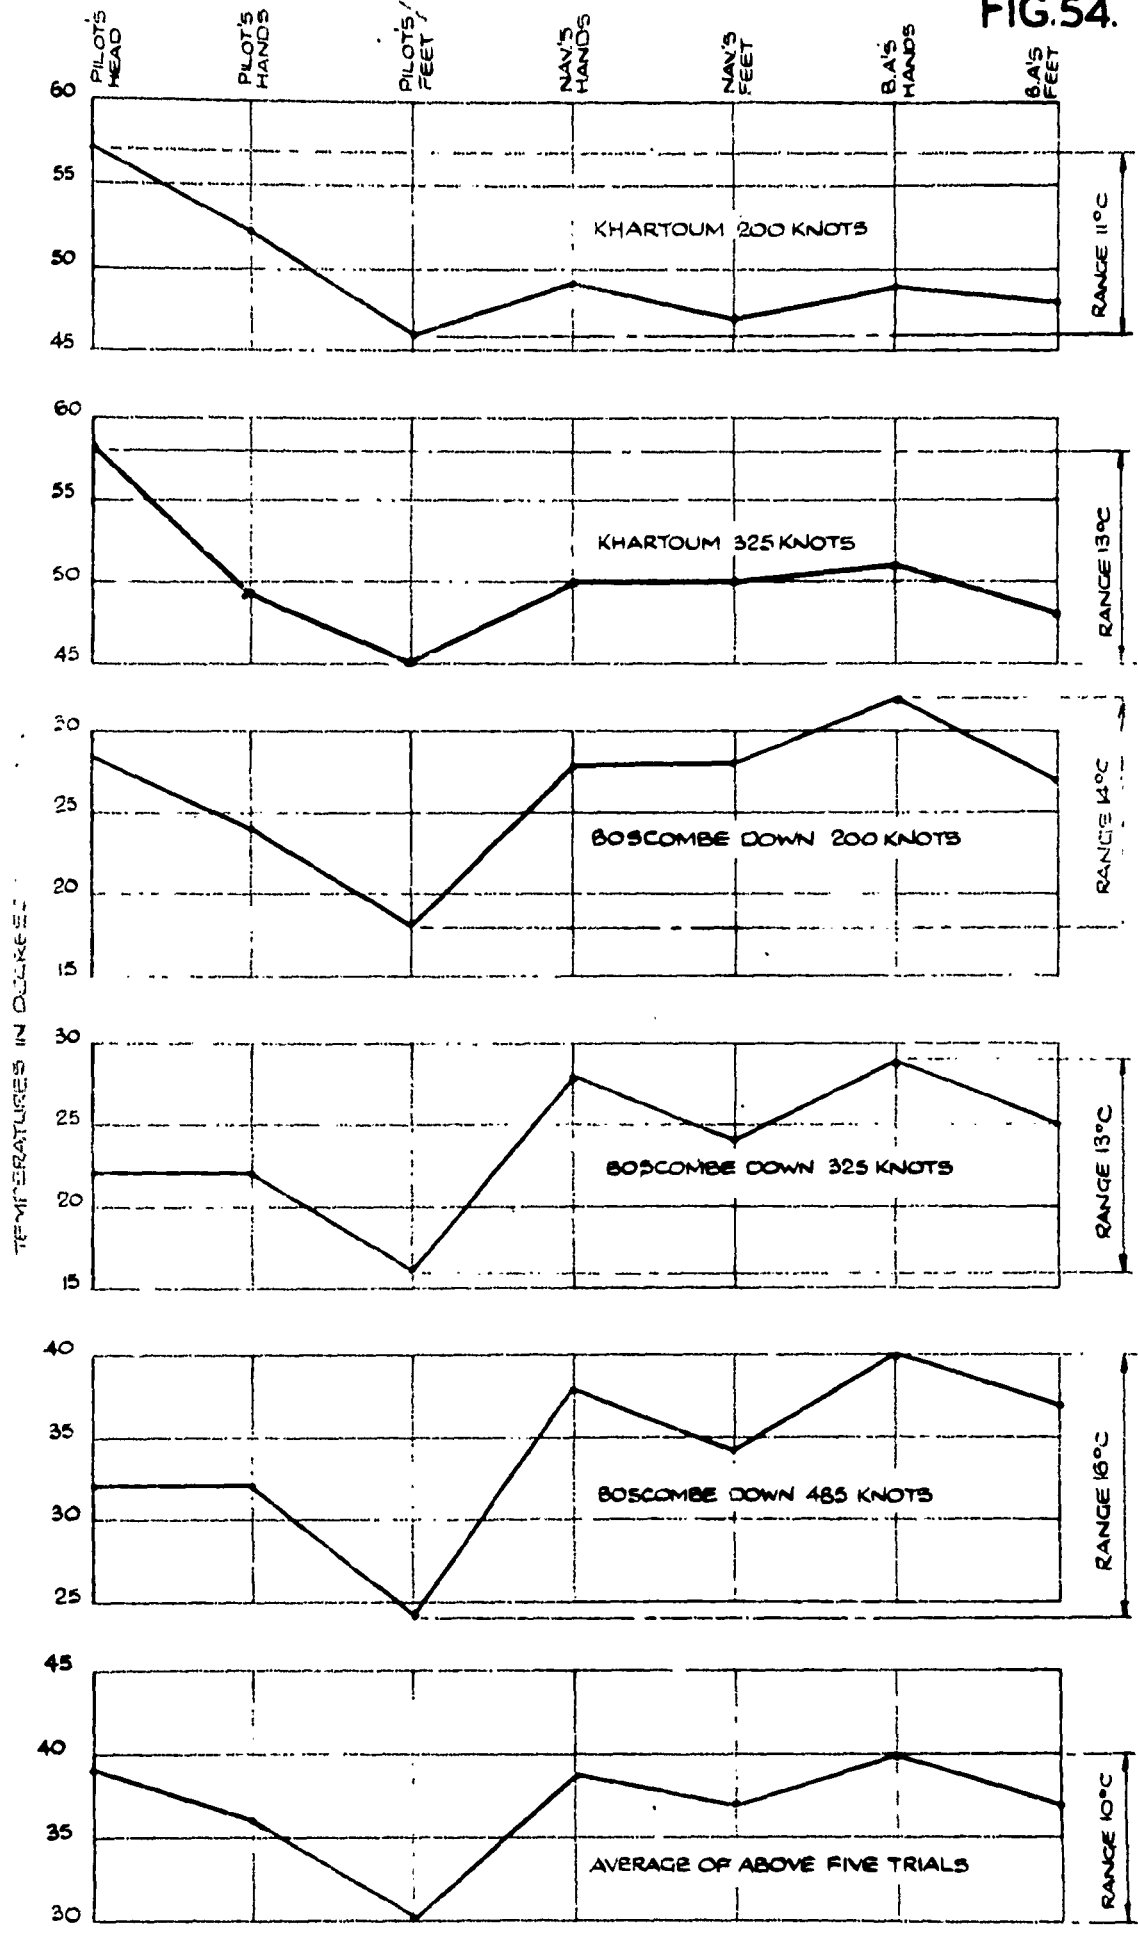 FIG.54.
PILOT'S
HEAD
PILOT'S
HANDS
PILOT'S
FEET
NAV.'S
HANDS
NAV.'S
FEET
B.A'S
HANDS
B.A'S
FEET
60
55
50
45
KHARTOUM 200 KNOTS
RANGE 11°C
60
55
50
45
KHARTOUM 325 KNOTS
RANGE 13°C
30
25
20
15
BOSCOMBE DOWN 200 KNOTS
RANGE 14°C
TEMPERATURES IN
30
25
20
15
BOSCOMBE DOWN 325 KNOTS
RANGE 13°C
40
35
30
25
BOSCOMBE DOWN 485 KNOTS
RANGE 16°C
45
40
35
30
AVERAGE OF ABOVE FIVE TRIALS
RANGE 10°C